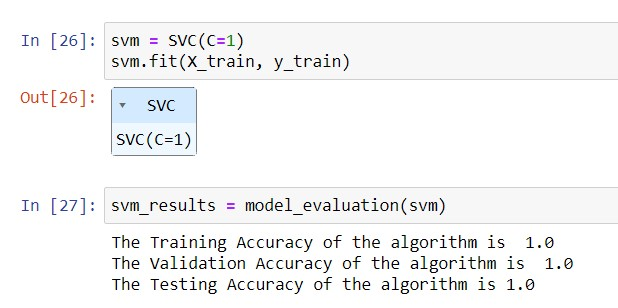 In [26]: svm = SVC(C=1)
svm.fit(X_train, y_train)
Out[26]: ▾ SVC
SVC(C=1)
In [27]: svm_results = model_evaluation(svm)
The Training Accuracy of the algorithm is  1.0
The Validation Accuracy of the algorithm is  1.0
The Testing Accuracy of the algorithm is 1.0